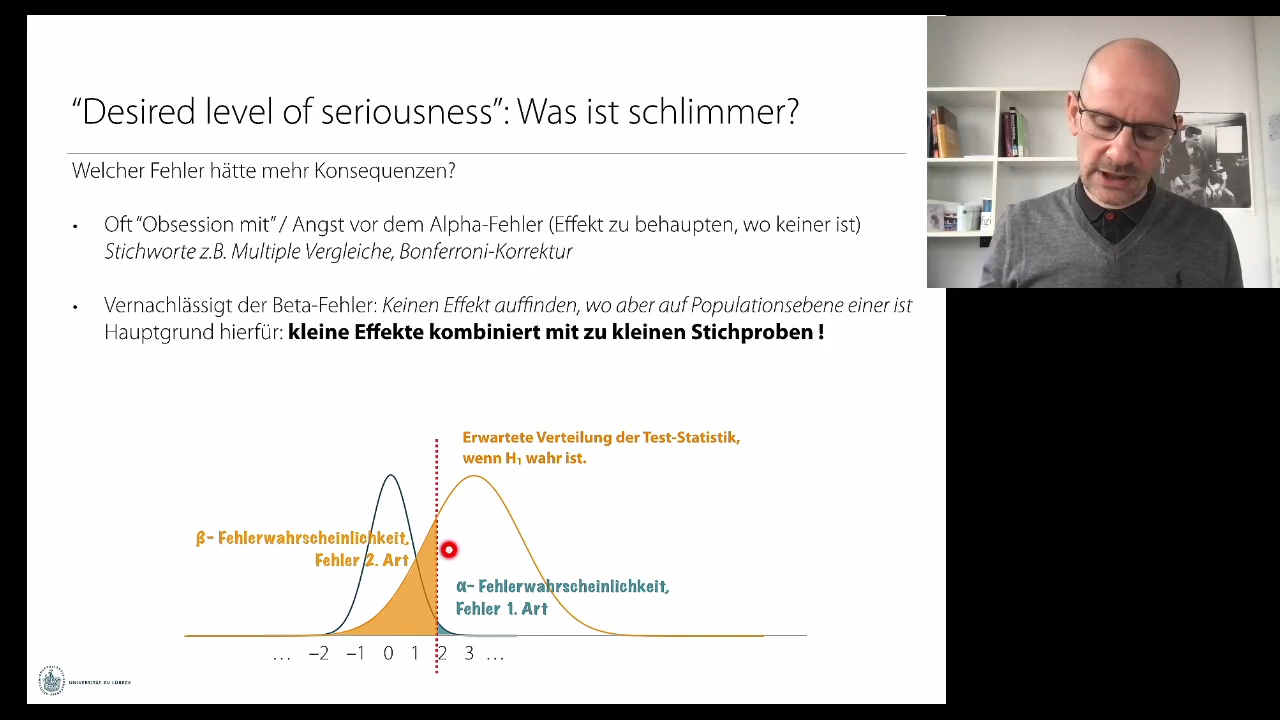 “Desired level of seriousness”: Was ist schlimmer?
Welcher Fehler hätte mehr Konsequenzen?
• Oft “Obsession mit” / Angst vor dem Alpha-Fehler (Effekt zu behaupten, wo keiner ist)
Stichworte z.B. Multiple Vergleiche, Bonferroni-Korrektur
• Vernachlässigt der Beta-Fehler: Keinen Effekt auffinden, wo aber auf Populationsebene einer ist
Hauptgrund hierfür: kleine Effekte kombiniert mit zu kleinen Stichproben !
Erwartete Verteilung der Test-Statistik,
wenn H₁ wahr ist.
β- Fehlerwahrscheinlichkeit,
Fehler 2. Art
α- Fehlerwahrscheinlichkeit,
Fehler 1. Art
… −2 −1 0 1 2 3 …
UNIVERSITÄT ZU LÜBECK